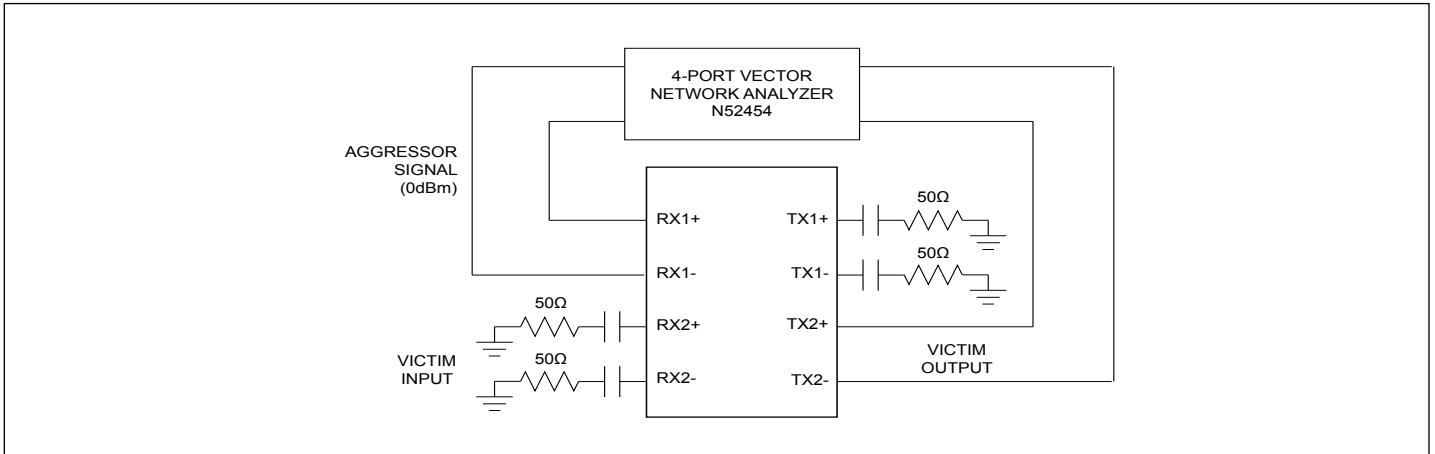 4-PORT VECTOR
NETWORK ANALYZER
N52454
AGGRESSOR
SIGNAL
(0dBm)
50Ω
RX1+
TX1+
50Ω
RX1-
TX1-
50Ω
RX2+
TX2+
VICTIM
INPUT
50Ω
VICTIM
OUTPUT
RX2-
TX2-